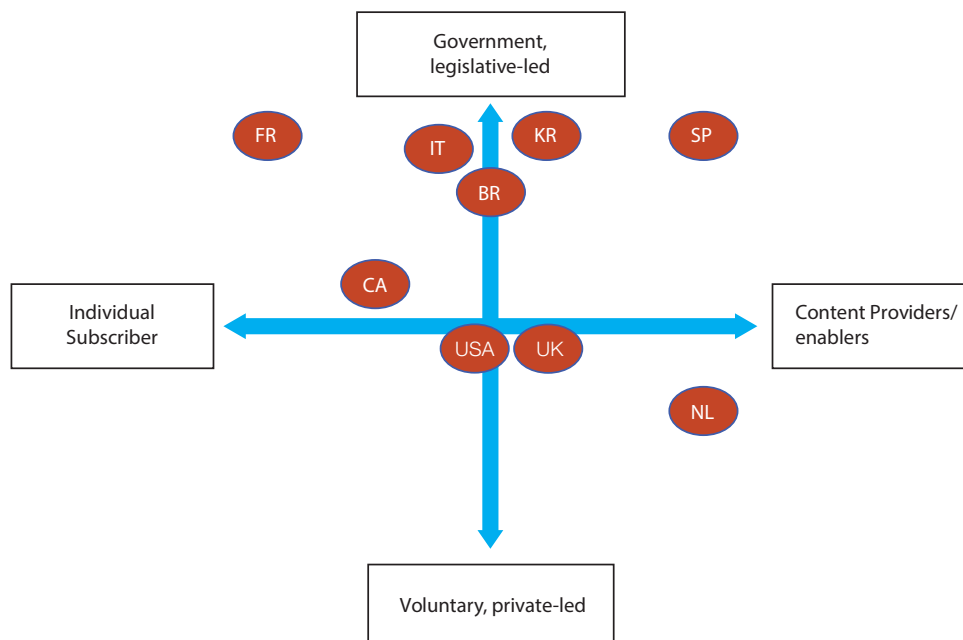 Government,
legislative-led
FR
IT
KR
SP
BR
CA
Individual
Subscriber
Content Providers/
enablers
USA
UK
NL
Voluntary, private-led